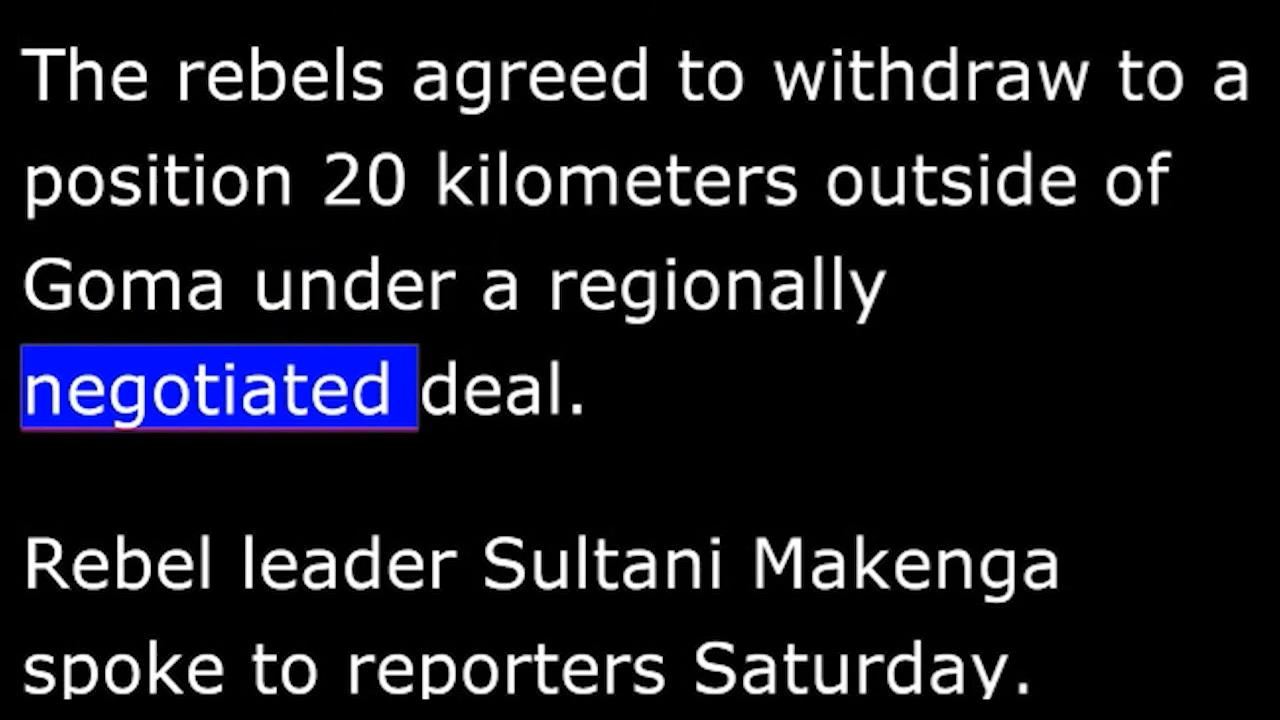 The rebels agreed to withdraw to a
position 20 kilometers outside of
Goma under a regionally
negotiated deal.
Rebel leader Sultani Makenga
spoke to reporters Saturday.